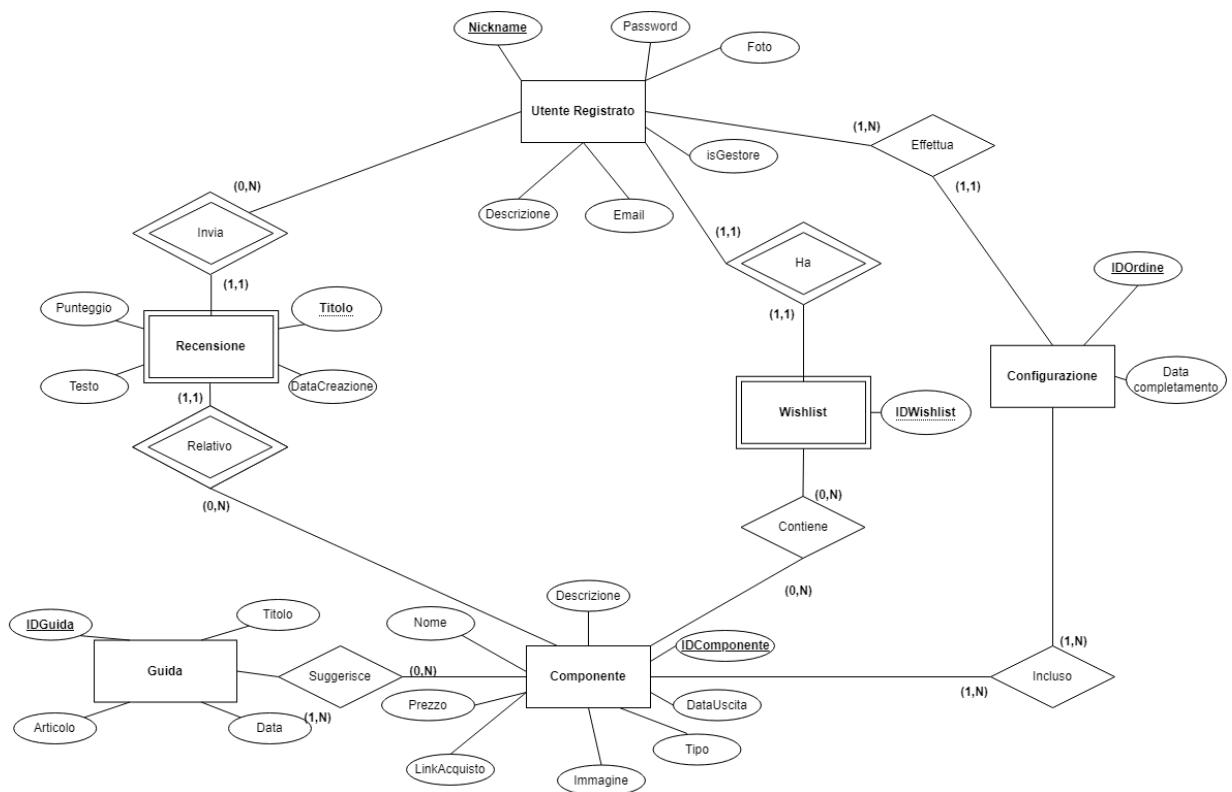 Nickname
Password
Foto
Utente Registrato
(1,N)
Effettua
isGestore
(0,N)
Descrizione
Email
(1,1)
Invia
(1,1)
Ha
(1,1)
IDOrdine
Punteggio
Titolo
(1,1)
Recensione
Configurazione
Testo
DataCreazione
Data
completamento
(1,1)
Wishlist
IDWishlist
Relativo
(0,N)
(0,N)
Contiene
(0,N)
Descrizione
IDGuida
Titolo
Nome
IDComponente
(1,N)
Guida
Suggerisce
(0,N)
Componente
Incluso
(1,N)
Prezzo
DataUscita
Articolo
Data
(1,N)
Tipo
LinkAcquisto
Immagine